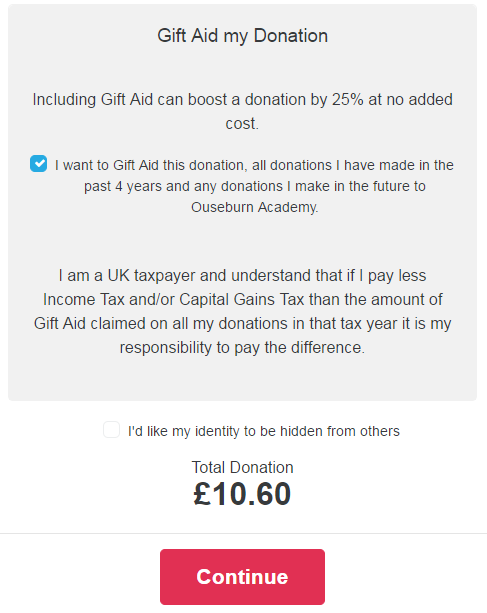 Gift Aid my Donation
Including Gift Aid can boost a donation by 25% at no added
cost.
I want to Gift Aid this donation, all donations I have made in the
past 4 years and any donations I make in the future to
Ouseburn Academy.
I am a UK taxpayer and understand that if I pay less
Income Tax and/or Capital Gains Tax than the amount of
Gift Aid claimed on all my donations in that tax year it is my
responsibility to pay the difference.
I'd like my identity to be hidden from others
Total Donation
£10.60
Continue